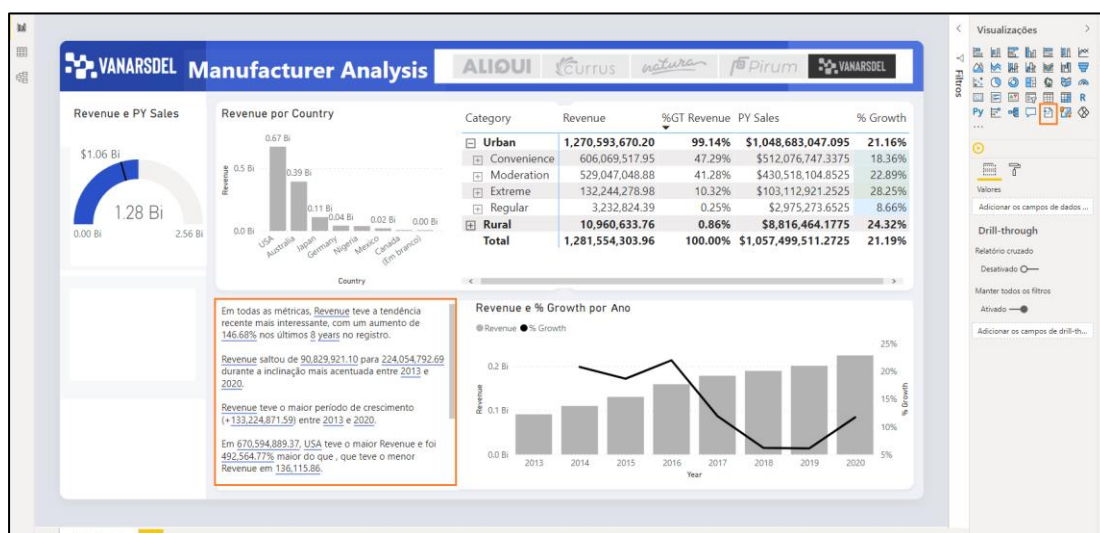 VANARSDEL
Manufacturer Analysis
ALIQUI
Currus
natura
Pirum
VANARSDEL
Revenue e PY Sales
$1.06 Bi
1.28 Bi
0.00 Bi
2.56 Bi
Revenue por Country
Revenue
0.5 Bi
0.0 Bi
0.67 Bi
0.39 Bi
0.11 Bi
0.04 Bi
0.02 Bi
0.00 Bi
USA
Australia
Japan
Germany
Nigeria
Mexico
Canada
(Em branco)
Country
Category Revenue %GT Revenue PY Sales % Growth
Urban 1,270,593,670.20 99.14% $1,048,683,047.095 21.16%
Convenience 606,069,517.95 47.29% $512,076,747.3375 18.36%
Moderation 529,047,048.88 41.28% $430,518,104.8525 22.89%
Extreme 132,244,278.98 10.32% $103,112,921.2525 28.25%
Regular 3,232,824.39 0.25% $2,975,273.6525 8.66%
Rural 10,960,633.76 0.86% $8,816,464.1775 24.32%
Total 1,281,554,303.96 100.00% $1,057,499,511.2725 21.19%
Em todas as métricas, Revenue teve a tendência
recente mais interessante, com um aumento de
146.68% nos últimos 8 years no registro.
Revenue saltou de 90,829,921.10 para 224,054,792.69
durante a inclinação mais acentuada entre 2013 e
2020.
Revenue teve o maior período de crescimento
(+133,224,871.59) entre 2013 e 2020.
Em 670,594,889.37, USA teve o maior Revenue e foi
492,564.77% maior do que , que teve o menor
Revenue em 136,115.86.
Revenue e % Growth por Ano
Revenue % Growth
Revenue
0.2 Bi
0.1 Bi
0.0 Bi
25%
20%
15%
10%
5%
% Growth
2013 2014 2015 2016 2017 2018 2019 2020
Year
Filtros
Visualizações
R
Py
...
Valores
Adicionar os campos de dados ...
Drill-through
Relatório cruzado
Desativado
Manter todos os filtros
Ativado
Adicionar os campos de drill-th...